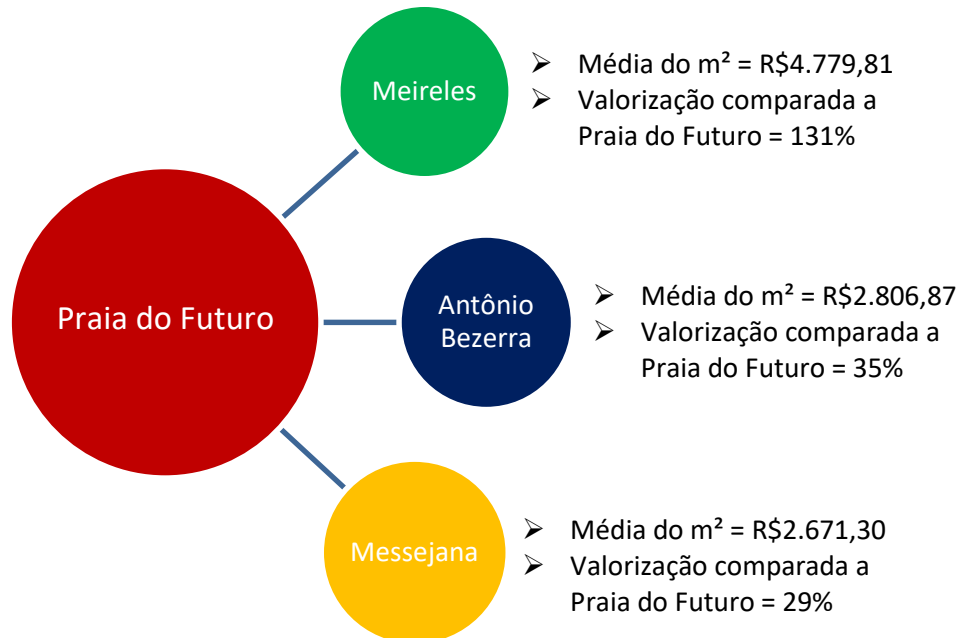 Meireles
➢ Média do m² = R$4.779,81
➢ Valorização comparada a
Praia do Futuro = 131%
Praia do Futuro
Antônio
Bezerra
➢ Média do m² = R$2.806,87
➢ Valorização comparada a
Praia do Futuro = 35%
Messejana
➢ Média do m² = R$2.671,30
➢ Valorização comparada a
Praia do Futuro = 29%